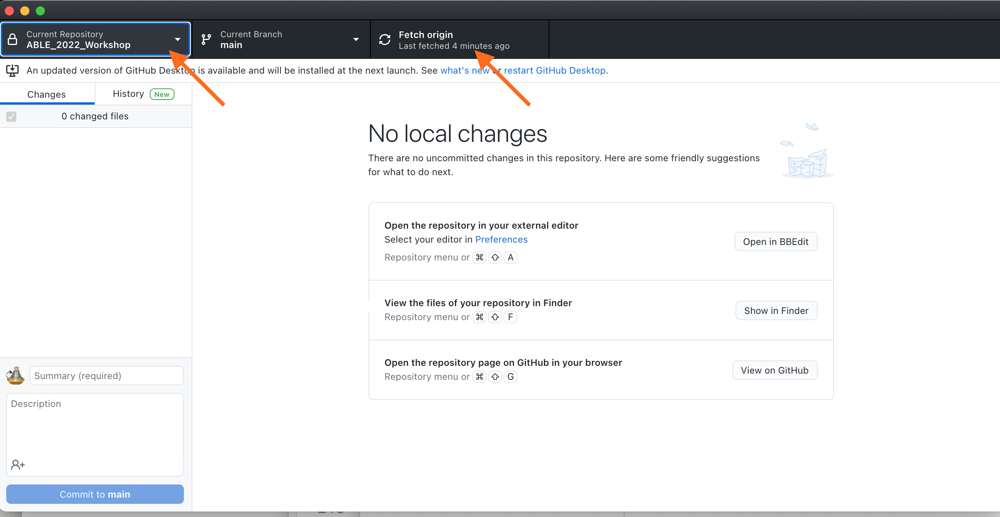 Current Repository
ABLE_2022_Workshop
Current Branch
main
Fetch origin
Last fetched 4 minutes ago
An updated version of GitHub Desktop is available and will be installed at the next launch. See what's new or restart GitHub Desktop.
Changes
History New
0 changed files
No local changes
There are no uncommitted changes in this repository. Here are some friendly suggestions
for what to do next.
Open the repository in your external editor
Select your editor in Preferences
Repository menu or ⌘ ⇧ A
Open in BBEdit
View the files of your repository in Finder
Repository menu or ⌘ ⇧ F
Show in Finder
Open the repository page on GitHub in your browser
Repository menu or ⌘ ⇧ G
View on GitHub
Summary (required)
Description
Commit to main